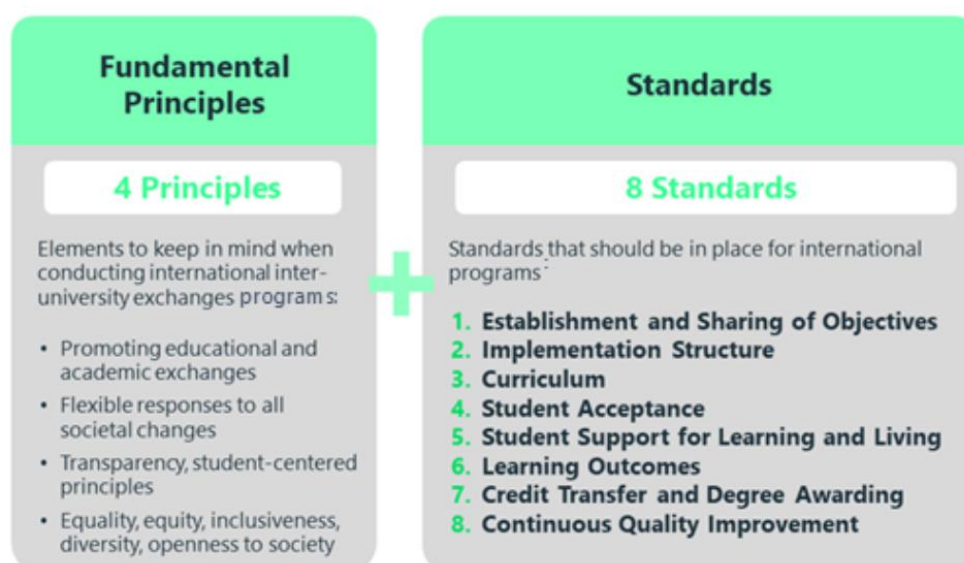 Fundamental
Principles
4 Principles
Elements to keep in mind when
conducting international inter-
university exchanges programs:
• Promoting educational and
academic exchanges
• Flexible responses to all
societal changes
• Transparency, student-centered
principles
• Equality, equity, inclusiveness,
diversity, openness to society
+
Standards
8 Standards
Standards that should be in place for international
programs
1. Establishment and Sharing of Objectives
2. Implementation Structure
3. Curriculum
4. Student Acceptance
5. Student Support for Learning and Living
6. Learning Outcomes
7. Credit Transfer and Degree Awarding
8. Continuous Quality Improvement